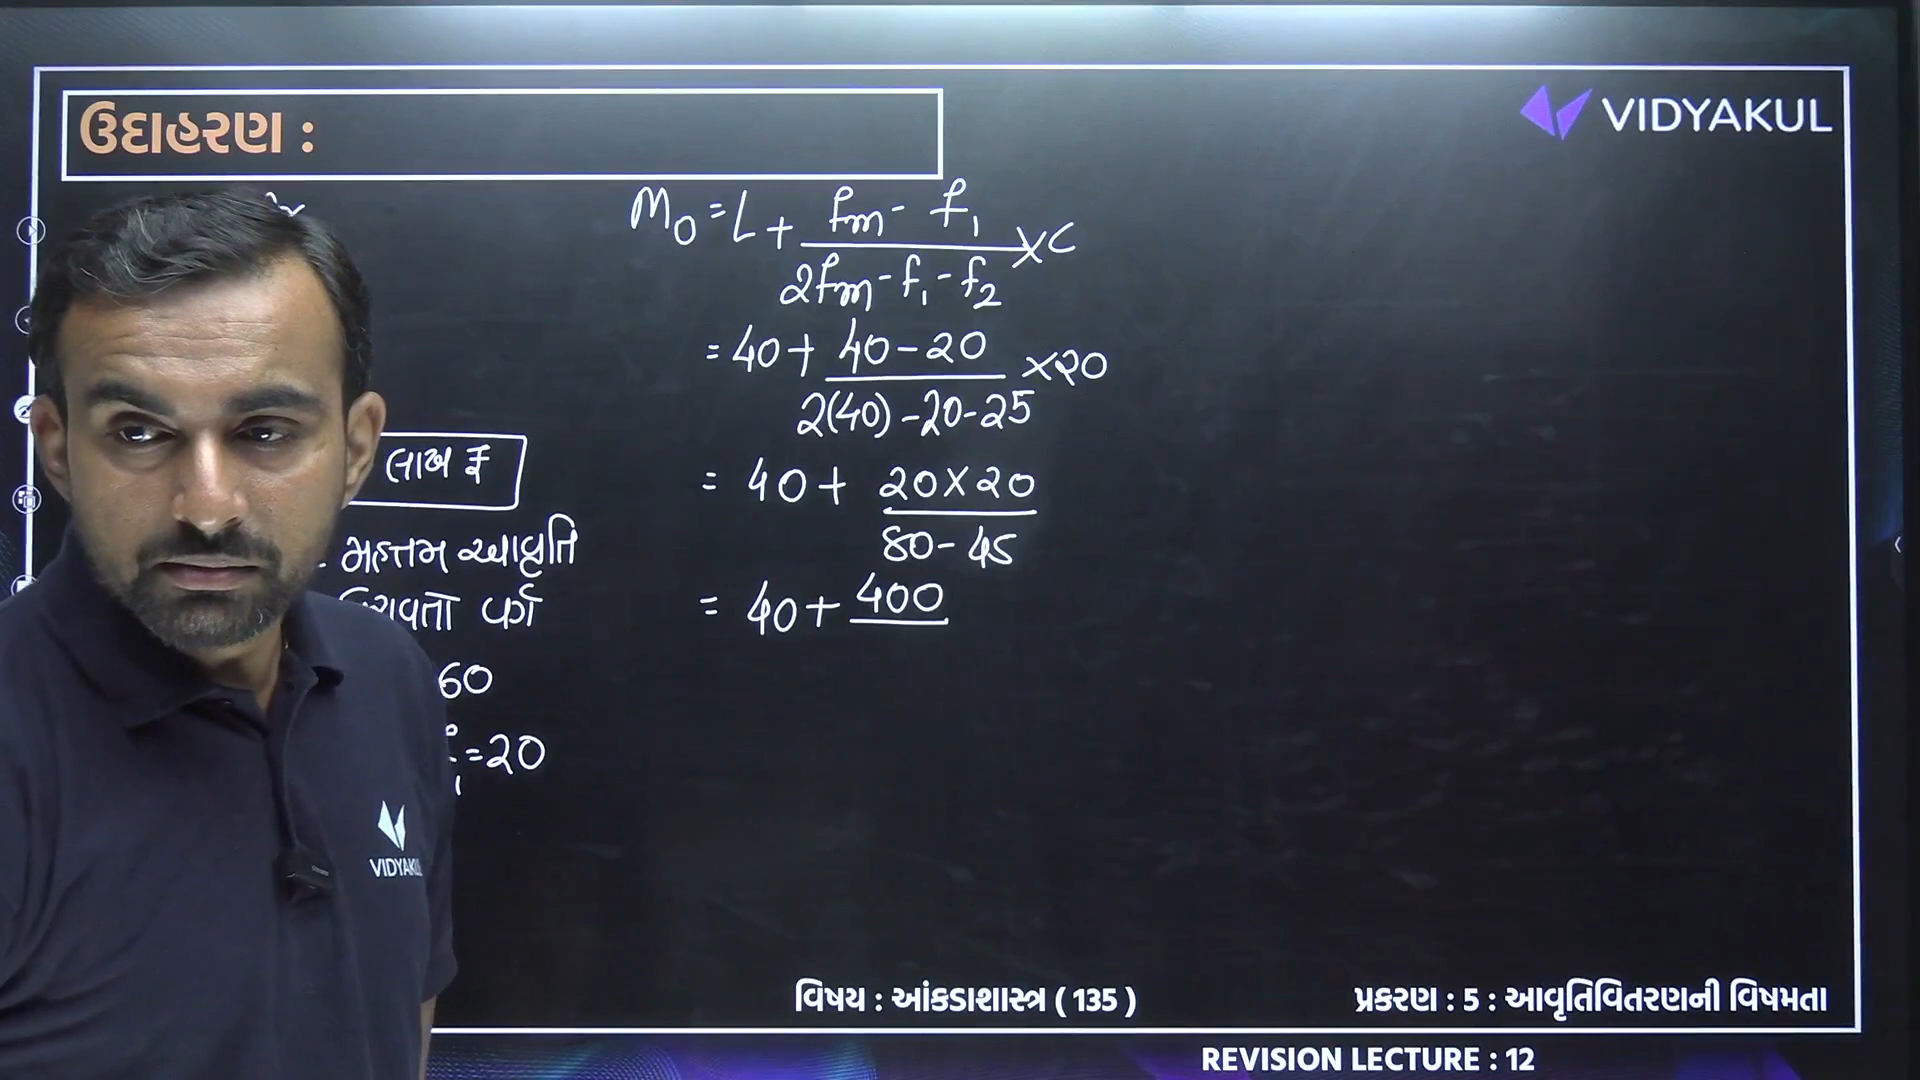 ઉદાહરણ :
VIDYAKUL
M₀ = L + fm - f₁ / 2fm - f₁ - f₂ × C
= 40 + 40 - 20 / 2(40) - 20 - 25 × 20
= 40 + 20 × 20 / 80 - 45
= 40 + 400
લાખ ₹
મહત્તમ આવૃત્તિ
વર્ગ
60
f₁ = 20
VIDYAKUL
વિષય : આંકડાશાસ્ત્ર ( 135 )
પ્રકરણ : 5 : આવૃતિવિતરણની વિષમતા
REVISION LECTURE : 12